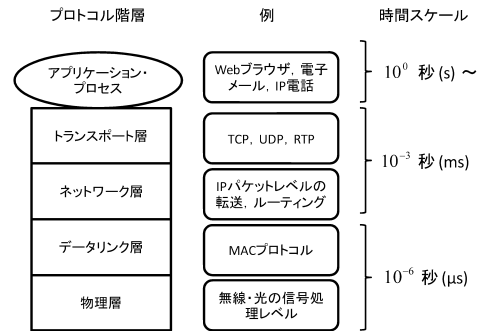 プロトコル階層
例
時間スケール
アプリケーション・
プロセス
Webブラウザ, 電子
メール, IP電話
10⁰ 秒 (s) ～
トランスポート層
TCP, UDP, RTP
10⁻³ 秒 (ms)
ネットワーク層
IPパケットレベルの
転送, ルーティング
データリンク層
MACプロトコル
10⁻⁶ 秒 (μs)
物理層
無線・光の信号処
理レベル